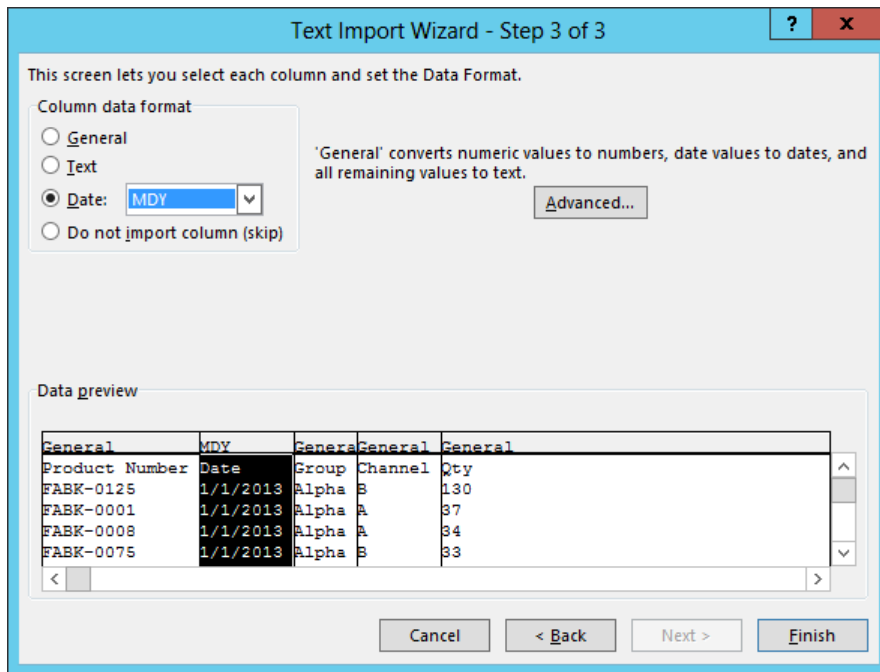 Text Import Wizard - Step 3 of 3
?
x
This screen lets you select each column and set the Data Format.
Column data format
General
Text
Date: MDY
Do not import column (skip)
'General' converts numeric values to numbers, date values to dates, and
all remaining values to text.
Advanced...
Data preview
General MDY Genera General General
Product Number Date Group Channel Qty
FABK-0125 1/1/2013 Alpha B 130
FABK-0001 1/1/2013 Alpha A 37
FABK-0008 1/1/2013 Alpha A 34
FABK-0075 1/1/2013 Alpha B 33
Cancel < Back Next > Finish